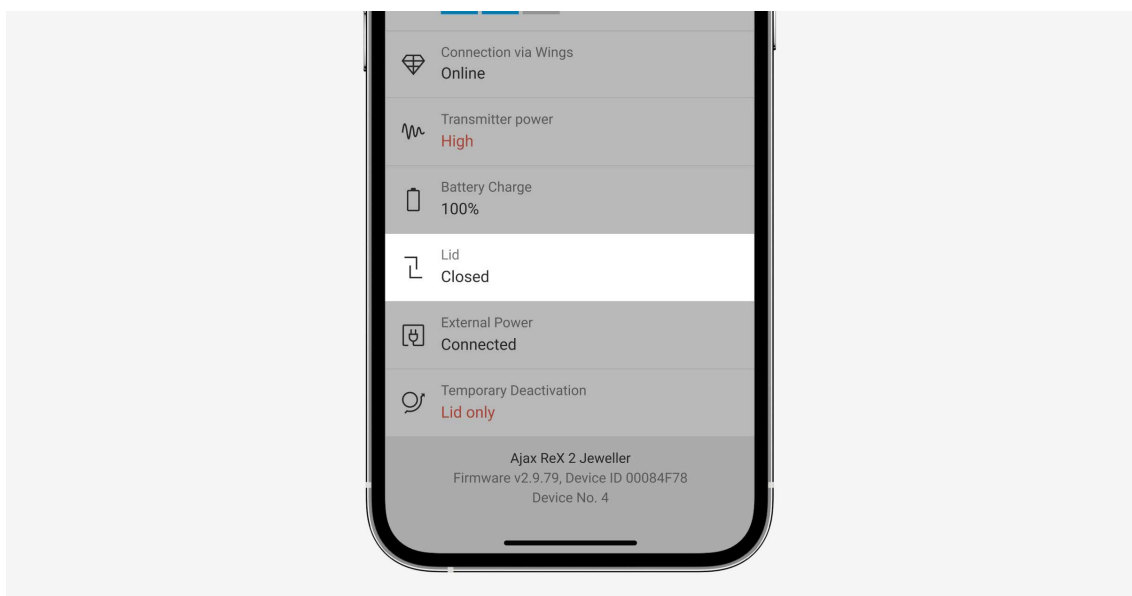 Connection via Wings
Online
Transmitter power
High
Battery Charge
100%
Lid
Closed
External Power
Connected
Temporary Deactivation
Lid only
Ajax ReX 2 Jeweller
Firmware v2.9.79, Device ID 00084F78
Device No. 4